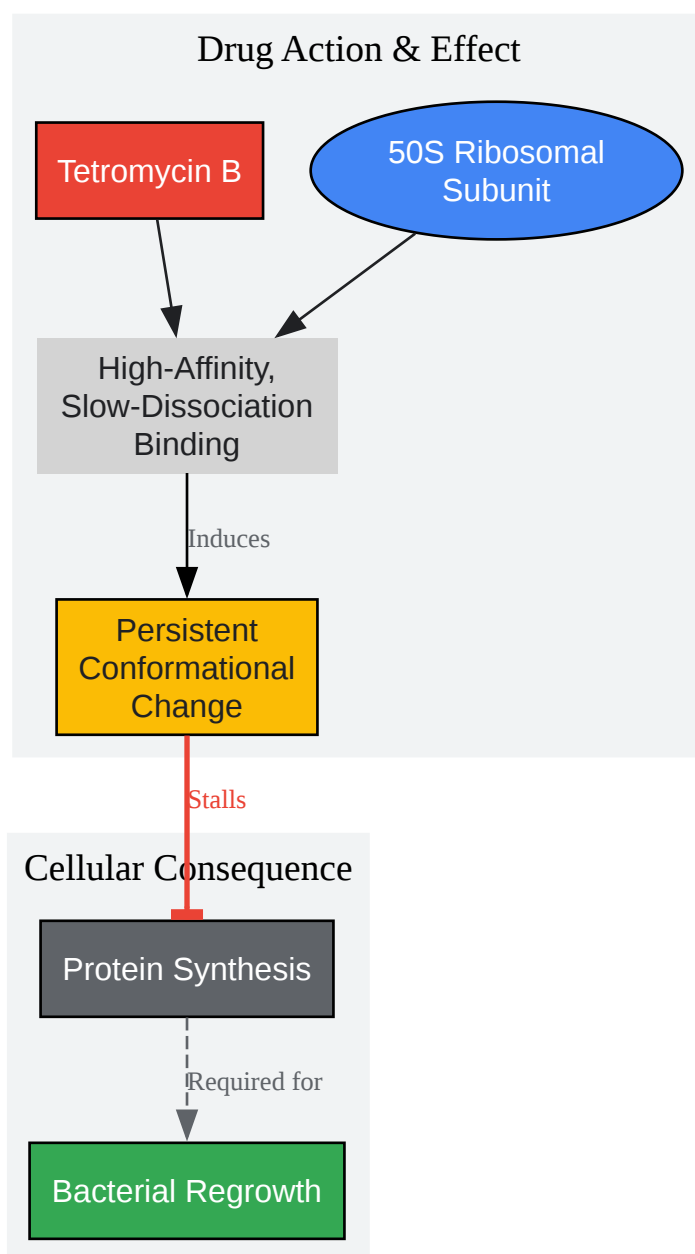 Drug Action & Effect
Tetromycin B
50S Ribosomal
Subunit
High-Affinity,
Slow-Dissociation
Binding
Induces
Persistent
Conformational
Change
Stalls
Cellular Consequence
Protein Synthesis
Required for
Bacterial Regrowth